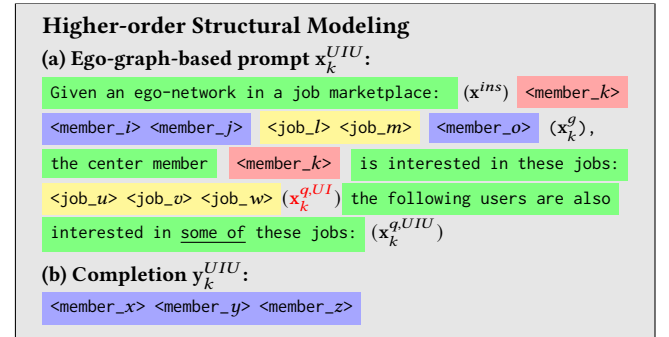 Higher-order Structural Modeling
(a) Ego-graph-based prompt x_k^{UIU}:
Given an ego-network in a job marketplace: (x^{ins}) <member_k>
<member_i> <member_j> <job_l> <job_m> <member_o> (x_k^g),
the center member <member_k> is interested in these jobs:
<job_u> <job_v> <job_w> (x_k^{q,UI}) the following users are also
interested in some of these jobs: (x_k^{q,UIU})
(b) Completion y_k^{UIU}:
<member_x> <member_y> <member_z>